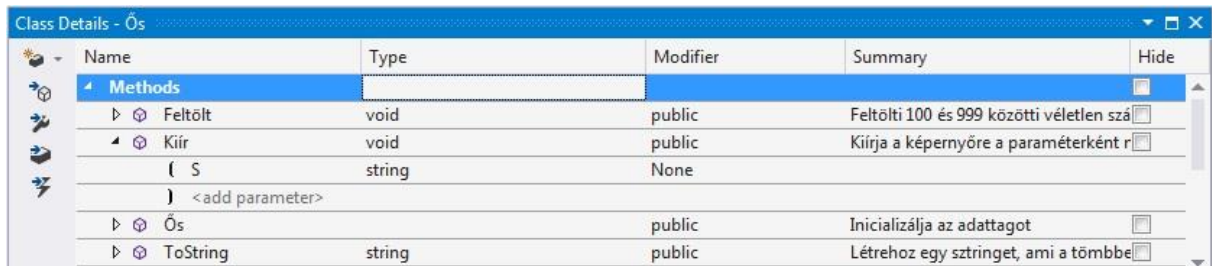 Class Details - Ős
Name Type Modifier Summary Hide
Methods
Feltölt void public Feltölti 100 és 999 közötti véletlen
Kiír void public Kiírja a képernyőre a paraméterként
( S string None
) <add parameter>
Ős public Inicializálja az adattagot
ToString string public Létrehoz egy sztringet, ami a